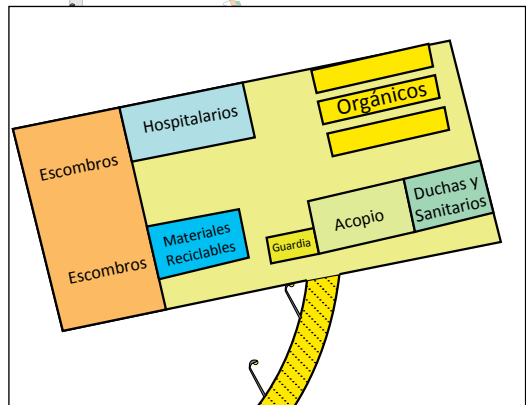 Hospitalarios
Orgánicos
Escombros
Duchas y
Sanitarios
Acopio
Materiales
Reciclables
Guardia
Escombros